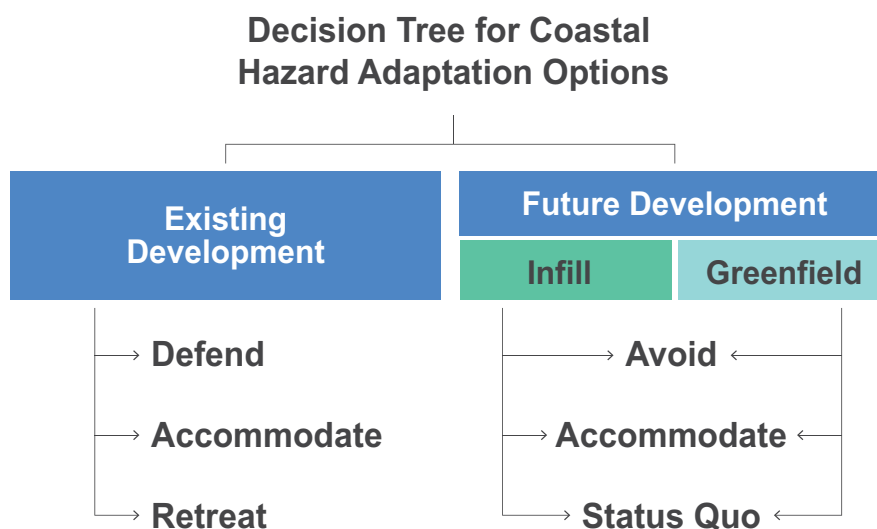 Decision Tree for Coastal
Hazard Adaptation Options
Existing
Development
Future Development
Infill
Greenfield
Defend
Accommodate
Retreat
Avoid
Accommodate
Status Quo